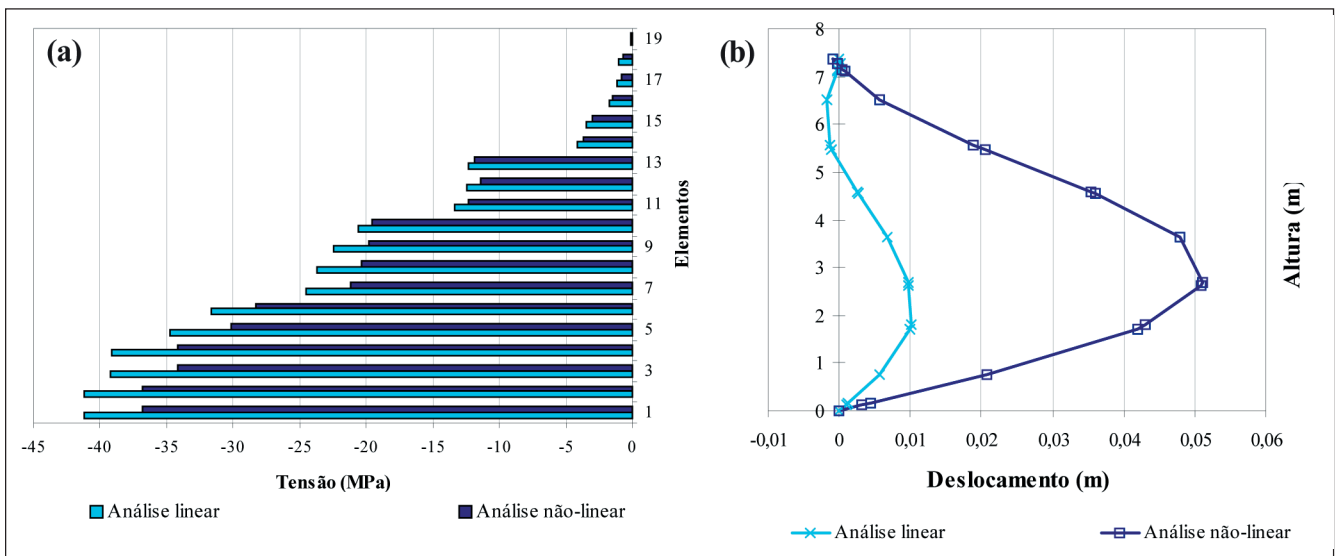 (a)
19
17
15
13
11
9
7
5
3
1
Elementos
-45 -40 -35 -30 -25 -20 -15 -10 -5 0
Tensão (MPa)
Análise linear Análise não-linear
(b)
8
7
6
5
4
3
2
1
0
Altura (m)
-0,01 0 0,01 0,02 0,03 0,04 0,05 0,06
Deslocamento (m)
Análise linear Análise não-linear